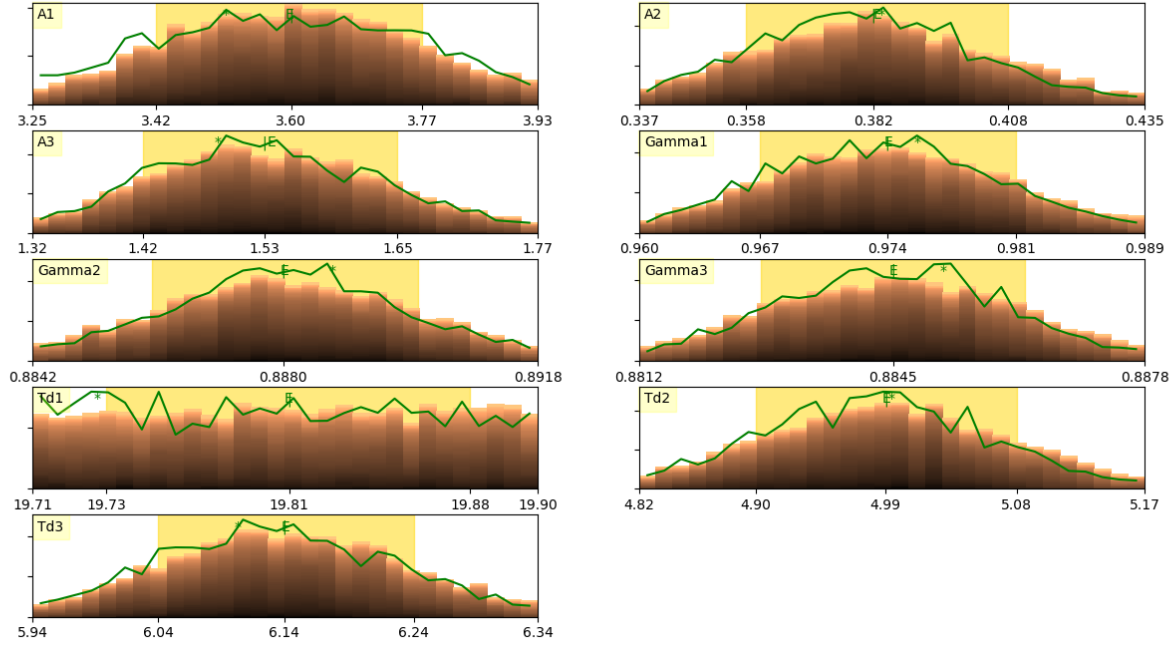 A1
* E
3.25 3.42 3.60 3.77 3.93
A2
E*
0.337 0.358 0.382 0.408 0.435
A3
* |E
1.32 1.42 1.53 1.65 1.77
Gamma1
E *
0.960 0.967 0.974 0.981 0.989
Gamma2
E *
0.8842 0.8880 0.8918
Gamma3
E *
0.8812 0.8845 0.8878
Td1
* E
19.71 19.73 19.81 19.88 19.90
Td2
E*
4.82 4.90 4.99 5.08 5.17
Td3
* E
5.94 6.04 6.14 6.24 6.34